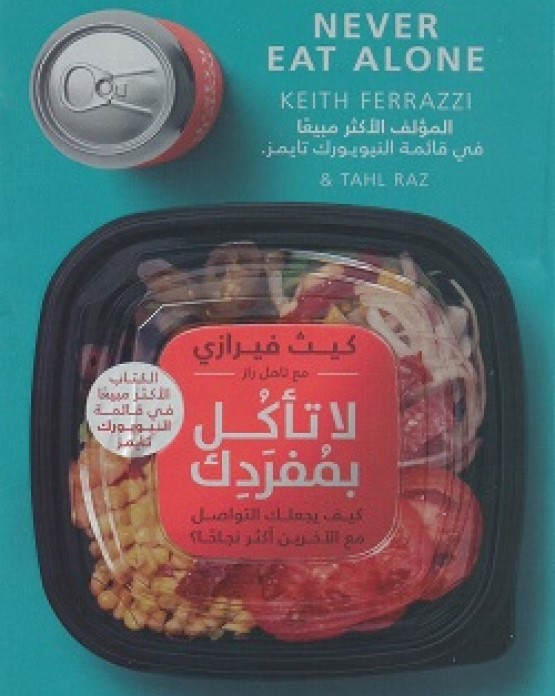 NEVER
EAT ALONE
KEITH FERRAZZI
المؤلف الأكثر مبيعًا
في قائمة النيويورك تايمز.
& TAHL RAZ
كيث فيرازي
مع تاهل راز
لا تأكُل
بمُفرَدِك
كيف يجعلك التواصل
مع الآخرين أكثر نجاحًا؟
الكتاب
الأكثر مبيعًا
في قائمة
النيويورك
تايمز